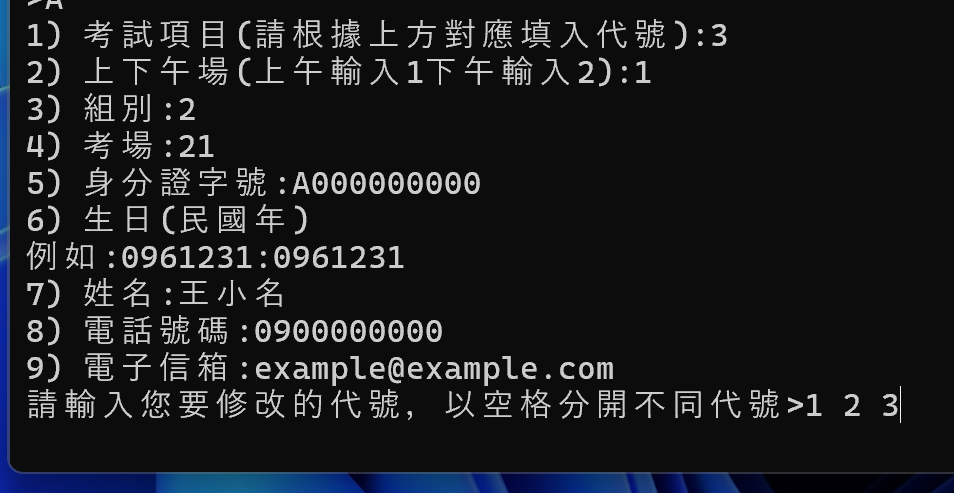 >A
1) 考試項目(請根據上方對應填入代號):3
2) 上下午場(上午輸入1下午輸入2):1
3) 組別:2
4) 考場:21
5) 身分證字號:A000000000
6) 生日(民國年)
例如:0961231:0961231
7) 姓名:王小名
8) 電話號碼:0900000000
9) 電子信箱:example@example.com
請輸入您要修改的代號, 以空格分開不同代號>1 2 3